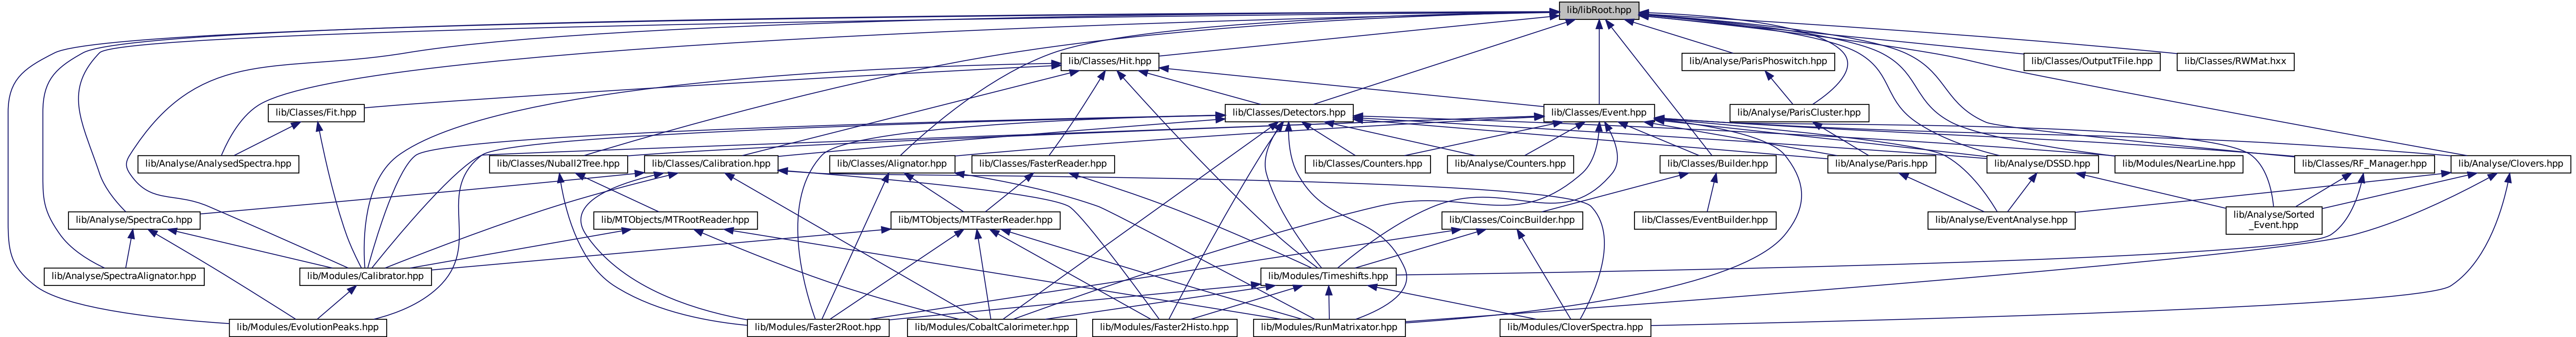 lib/libRoot.hpp
lib/Classes/Hit.hpp
lib/Analyse/ParisPhoswitch.hpp
lib/Classes/OutputTFile.hpp
lib/Classes/RWMat.hxx
lib/Classes/Fit.hpp
lib/Classes/Detectors.hpp
lib/Classes/Event.hpp
lib/Analyse/ParisCluster.hpp
lib/Analyse/AnalysedSpectra.hpp
lib/Classes/Nuball2Tree.hpp
lib/Classes/Calibration.hpp
lib/Classes/Alignator.hpp
lib/Classes/FasterReader.hpp
lib/Classes/Counters.hpp
lib/Analyse/Counters.hpp
lib/Classes/Builder.hpp
lib/Analyse/Paris.hpp
lib/Analyse/DSSD.hpp
lib/Modules/NearLine.hpp
lib/Classes/RF_Manager.hpp
lib/Analyse/Clovers.hpp
lib/Analyse/SpectraCo.hpp
lib/MTObjects/MTRootReader.hpp
lib/MTObjects/MTFasterReader.hpp
lib/Classes/CoincBuilder.hpp
lib/Classes/EventBuilder.hpp
lib/Analyse/EventAnalyse.hpp
lib/Analyse/Sorted
_Event.hpp
lib/Analyse/SpectraAlignator.hpp
lib/Modules/Calibrator.hpp
lib/Modules/Timeshifts.hpp
lib/Modules/EvolutionPeaks.hpp
lib/Modules/Faster2Root.hpp
lib/Modules/CobaltCalorimeter.hpp
lib/Modules/Faster2Histo.hpp
lib/Modules/RunMatrixator.hpp
lib/Modules/CloverSpectra.hpp